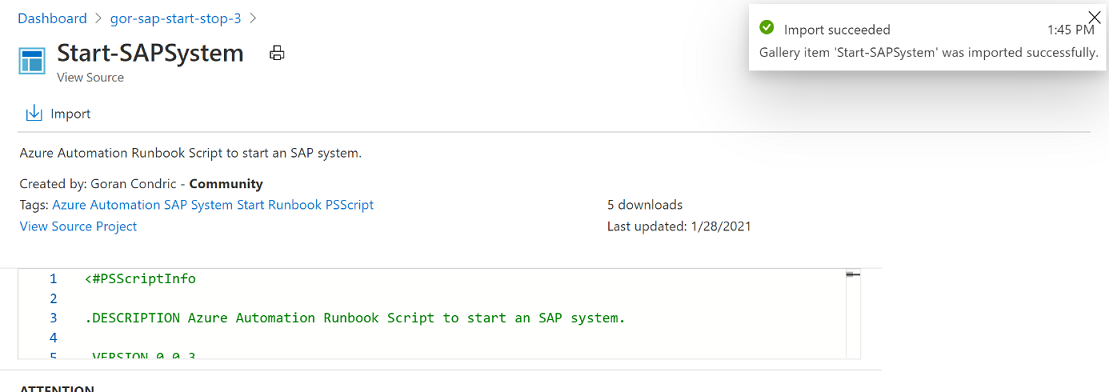 Dashboard > gor-sap-start-stop-3 >
Start-SAPSystem
View Source
Import succeeded 1:45 PM
Gallery item 'Start-SAPSystem' was imported successfully.
Import
Azure Automation Runbook Script to start an SAP system.
Created by: Goran Condric - Community
Tags: Azure Automation SAP System Start Runbook PSScript
5 downloads
View Source Project
Last updated: 1/28/2021
1 <#PSScriptInfo
2
3 .DESCRIPTION Azure Automation Runbook Script to start an SAP system.
4
5 .VERSION 0.0.3
ATTENTION